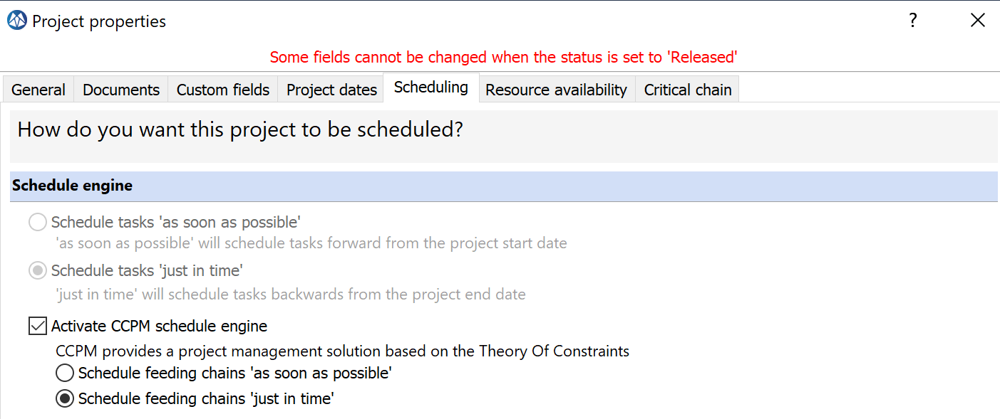 Project properties
?
Some fields cannot be changed when the status is set to 'Released'
General Documents Custom fields Project dates Scheduling Resource availability Critical chain
How do you want this project to be scheduled?
Schedule engine
Schedule tasks 'as soon as possible'
'as soon as possible' will schedule tasks forward from the project start date
Schedule tasks 'just in time'
'just in time' will schedule tasks backwards from the project end date
Activate CCPM schedule engine
CCPM provides a project management solution based on the Theory Of Constraints
Schedule feeding chains 'as soon as possible'
Schedule feeding chains 'just in time'